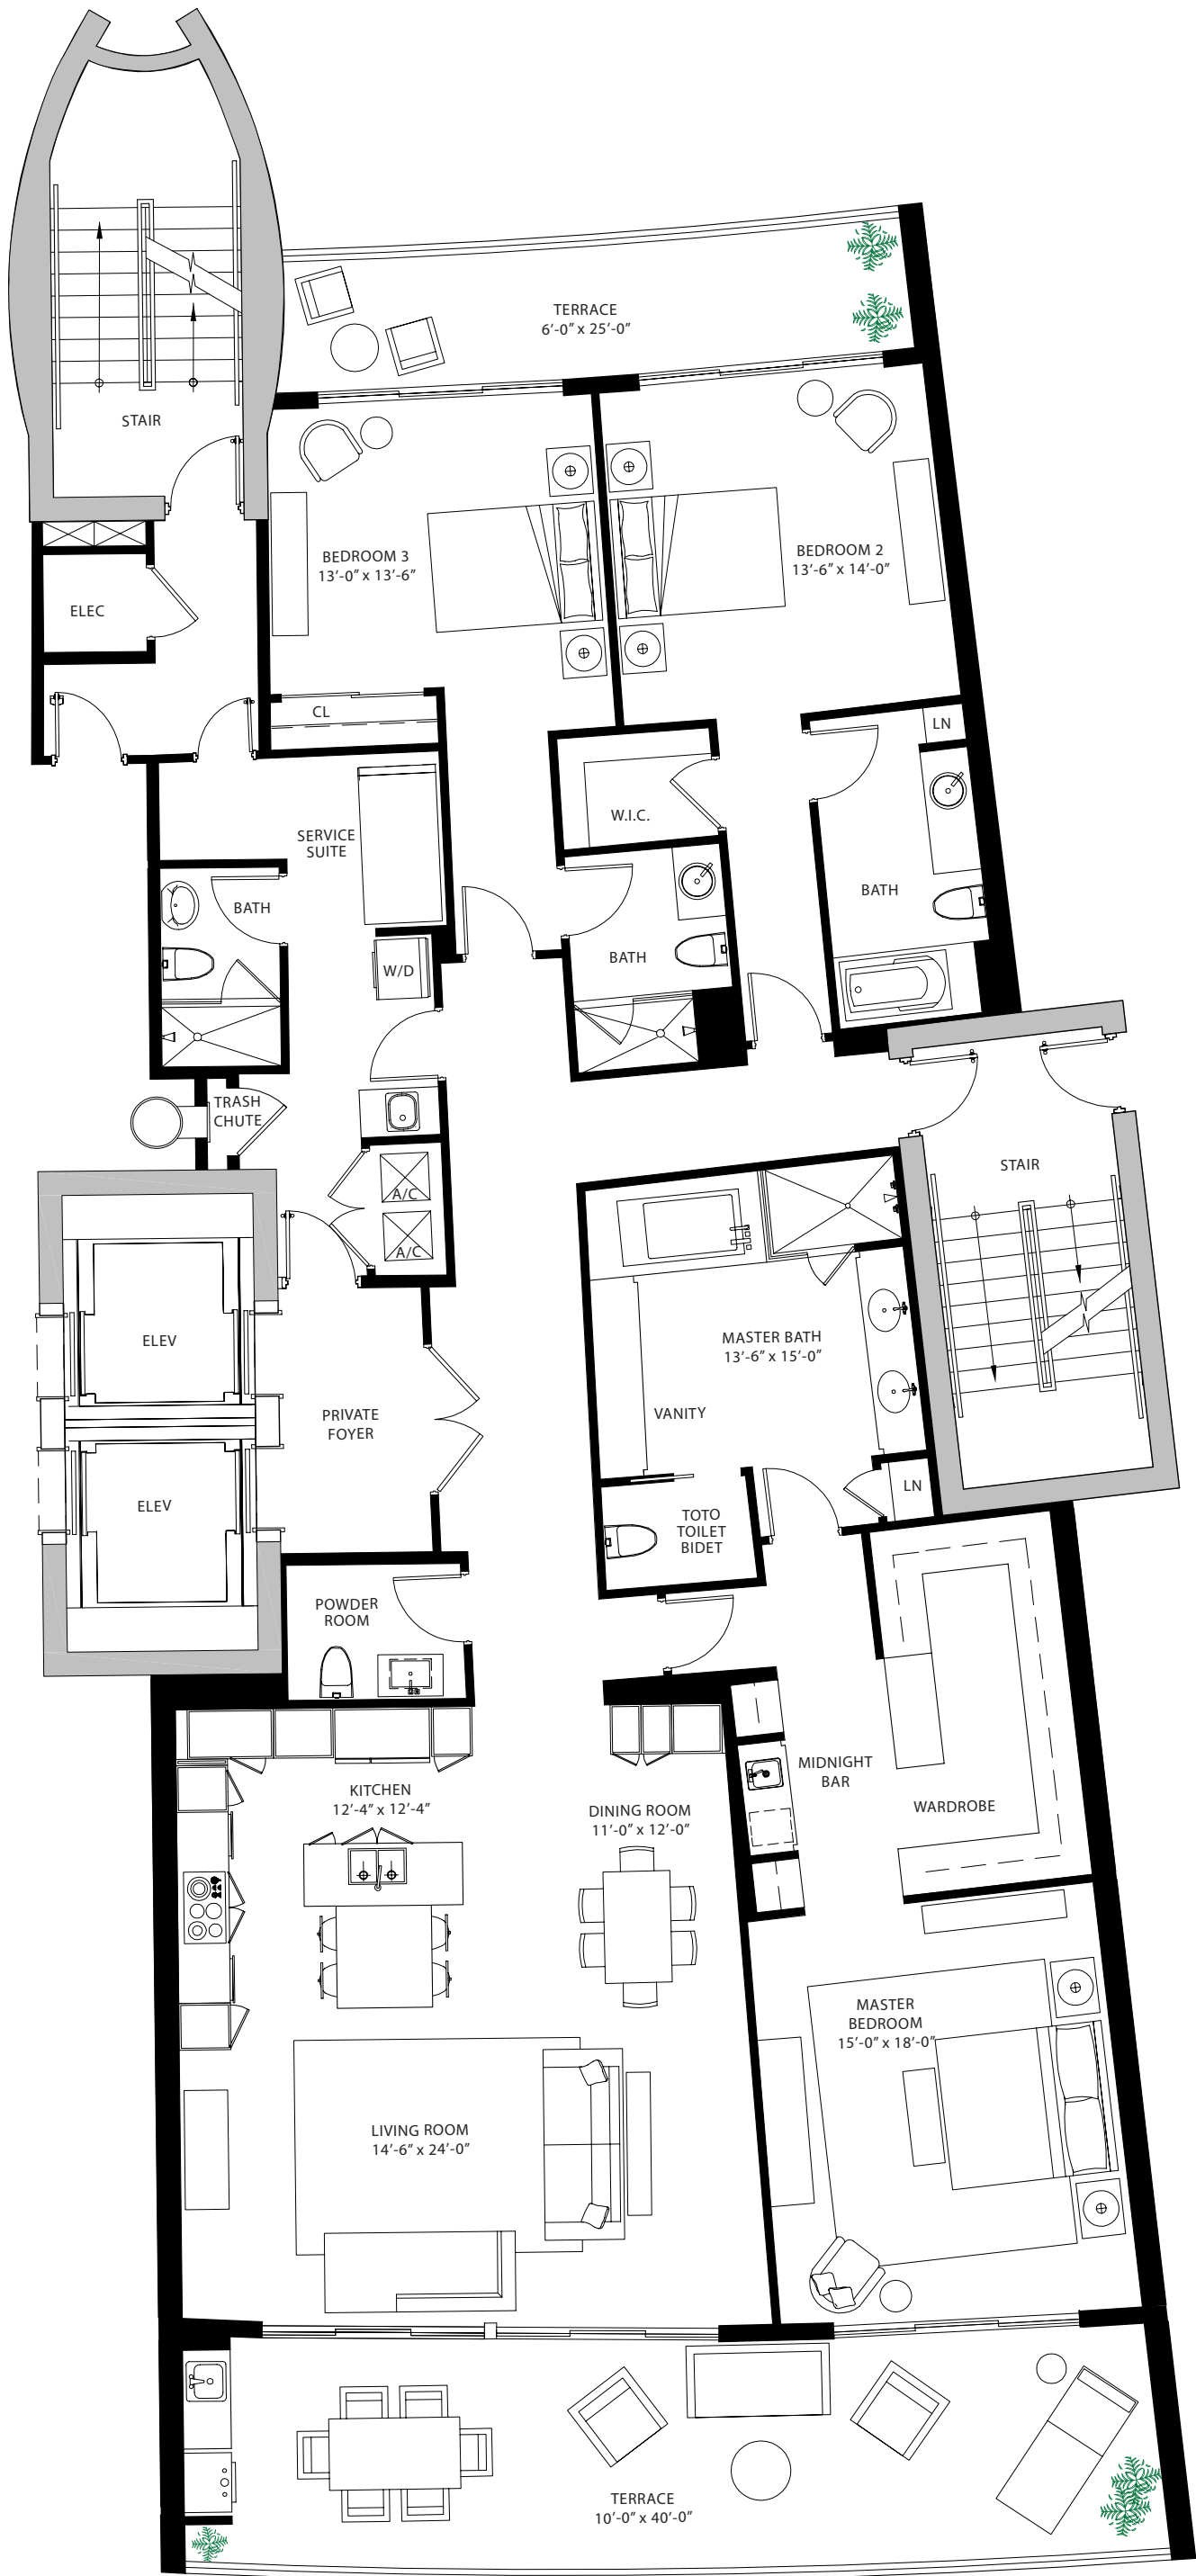 TERRACE
6'-0" x 25'-0"
STAIR
BEDROOM 3
13'-0" x 13'-6"
BEDROOM 2
13'-6" x 14'-0"
ELEC
CL
LN
W.I.C.
SERVICE
SUITE
BATH
BATH
BATH
W/D
TRASH
CHUTE
STAIR
A/C
A/C
ELEV
MASTER BATH
13'-6" x 15'-0"
PRIVATE
FOYER
VANITY
ELEV
LN
TOTO
TOILET
BIDET
POWDER
ROOM
MIDNIGHT
BAR
KITCHEN
12'-4" x 12'-4"
WARDROBE
DINING ROOM
11'-0" x 12'-0"
MASTER
BEDROOM
15'-0" x 18'-0"
LIVING ROOM
14'-6" x 24'-0"
TERRACE
10'-0" x 40'-0"